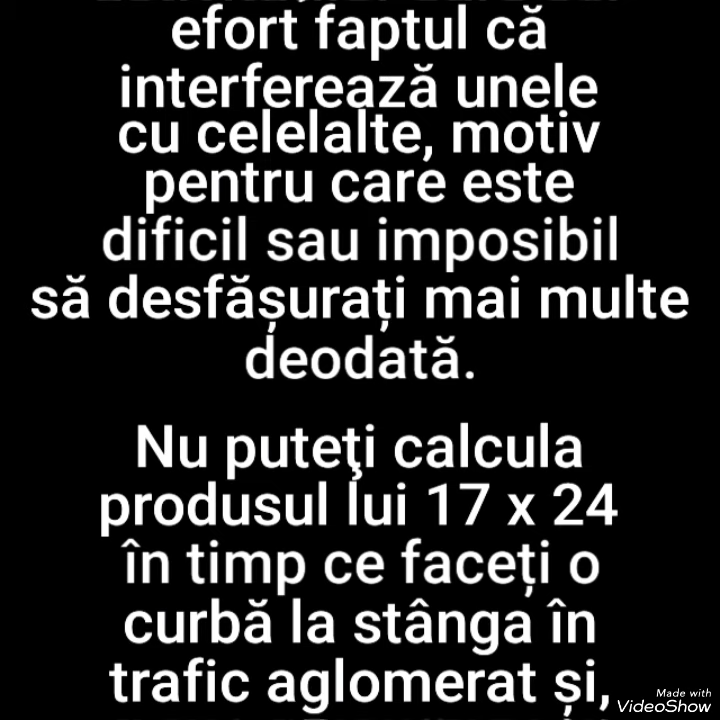 efort faptul că
interferează unele
cu celelalte, motiv
pentru care este
dificil sau imposibil
să desfășurați mai multe
deodată.
Nu puteţi calcula
produsul lui 17 x 24
în timp ce faceți o
curbă la stânga în
trafic aglomerat și,
Made with
VideoShow